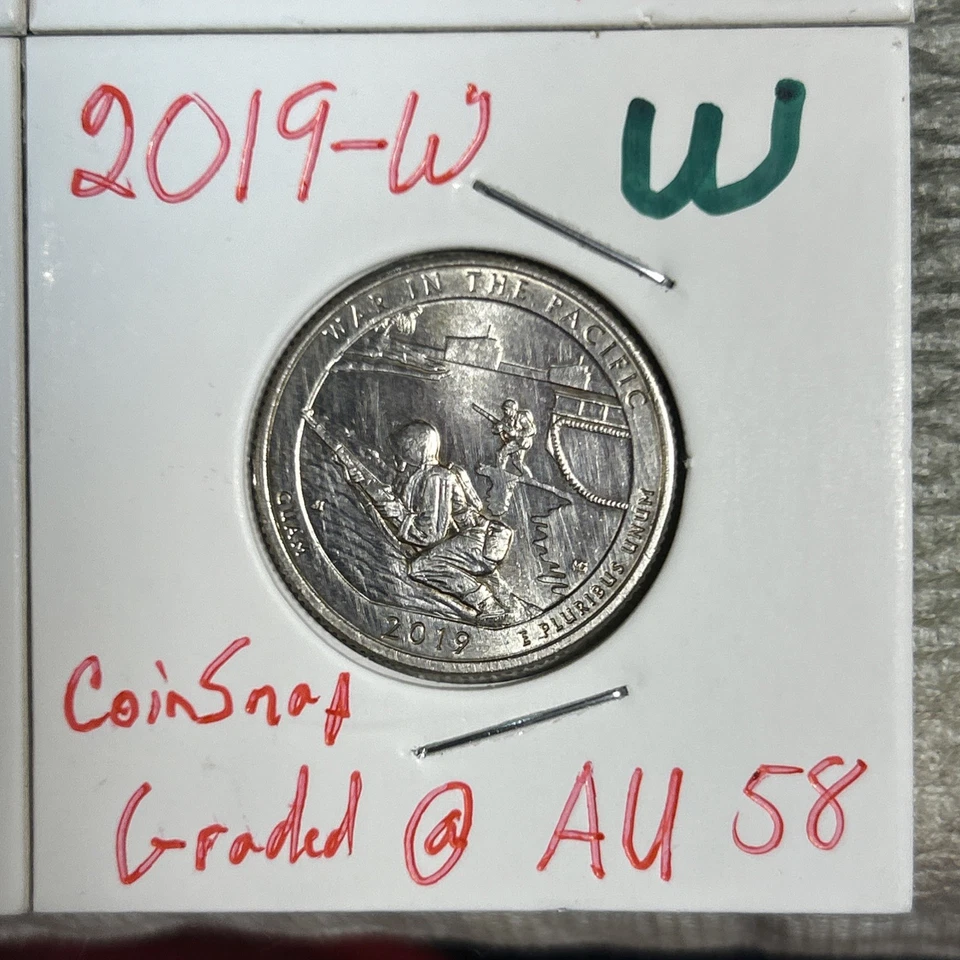 2019-W
W
WAR IN THE PACIFIC
GUAM
2019
E PLURIBUS UNUM
CoinSnap
Graded @ AU 58